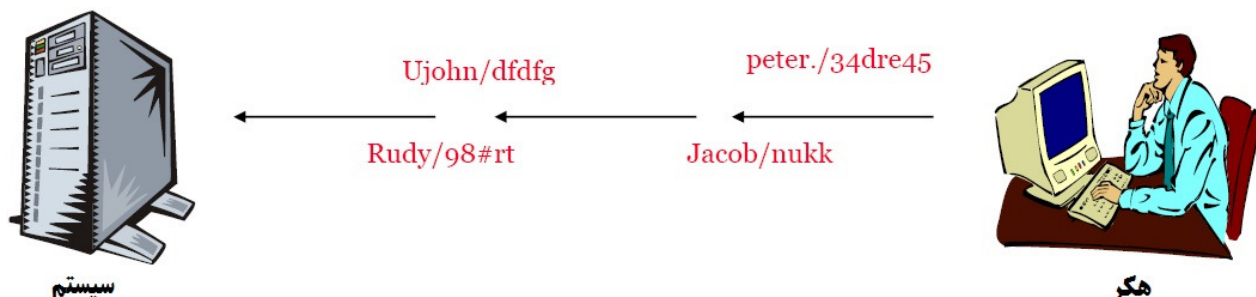 peter./34dre45
Ujohn/dfdfg
Rudy/98#rt
Jacob/nukk
سیستم
هکر